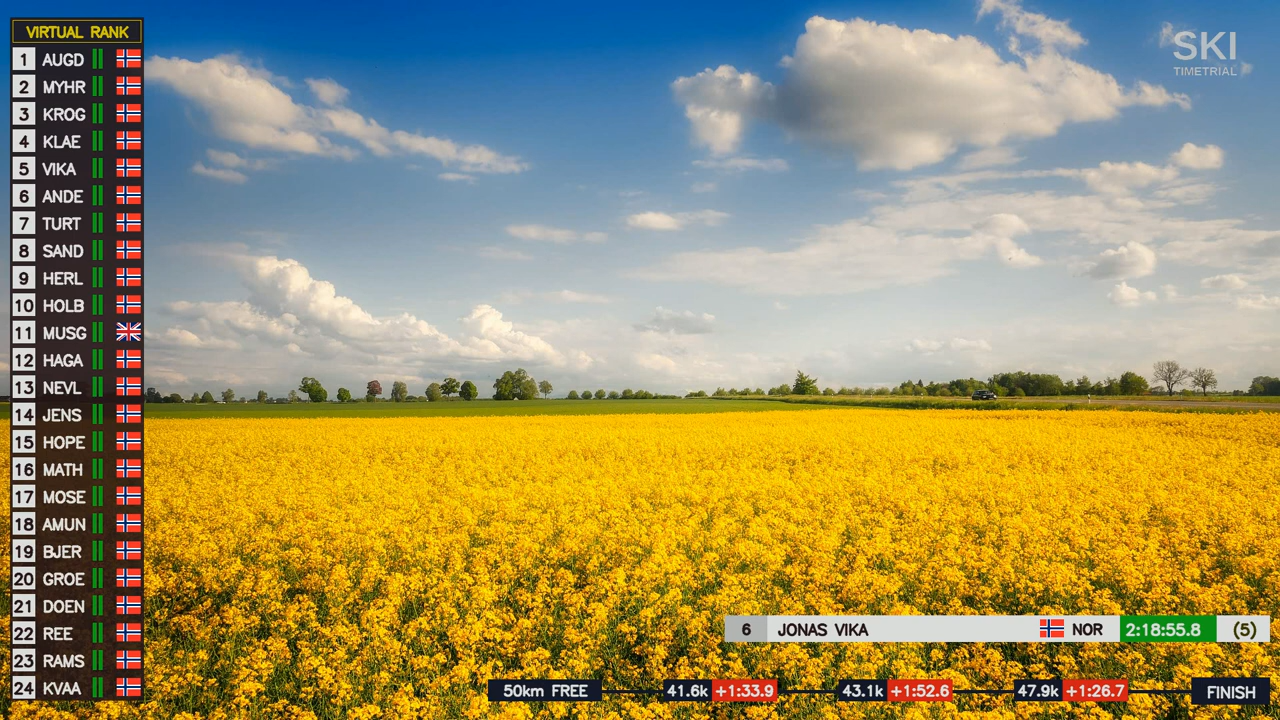 VIRTUAL RANK
1 AUGD
2 MYHR
3 KROG
4 KLAE
5 VIKA
6 ANDE
7 TURT
8 SAND
9 HERL
10 HOLB
11 MUSG
12 HAGA
13 NEVL
14 JENS
15 HOPE
16 MATH
17 MOSE
18 AMUN
19 BJER
20 GROE
21 DOEN
22 REE
23 RAMS
24 KVAA
SKI
TIMETRIAL
6 JONAS VIKA NOR 2:18:55.8 (5)
50km FREE 41.6k +1:33.9 43.1k +1:52.6 47.9k +1:26.7 FINISH